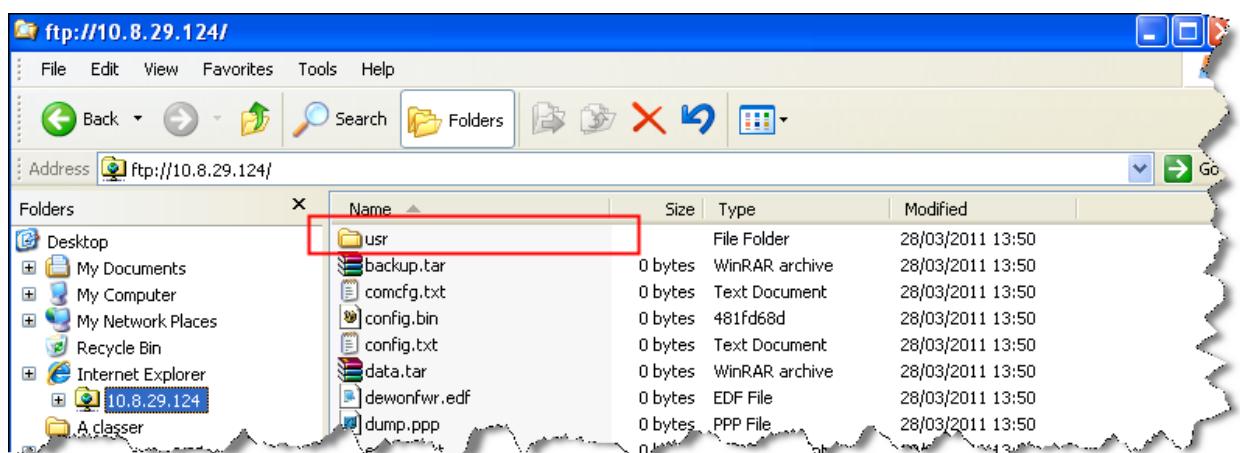 ftp://10.8.29.124/
File Edit View Favorites Tools Help
Back Search Folders
Address ftp://10.8.29.124/ Go
Folders X Name Size Type Modified
Desktop usr File Folder 28/03/2011 13:50
My Documents backup.tar 0 bytes WinRAR archive 28/03/2011 13:50
My Computer comcfg.txt 0 bytes Text Document 28/03/2011 13:50
My Network Places config.bin 0 bytes 481fd68d 28/03/2011 13:50
Recycle Bin config.txt 0 bytes Text Document 28/03/2011 13:50
Internet Explorer data.tar 0 bytes WinRAR archive 28/03/2011 13:50
10.8.29.124 dewonfwr.edf 0 bytes EDF File 28/03/2011 13:50
A classer dump.ppp 0 bytes PPP File 28/03/2011 13:50